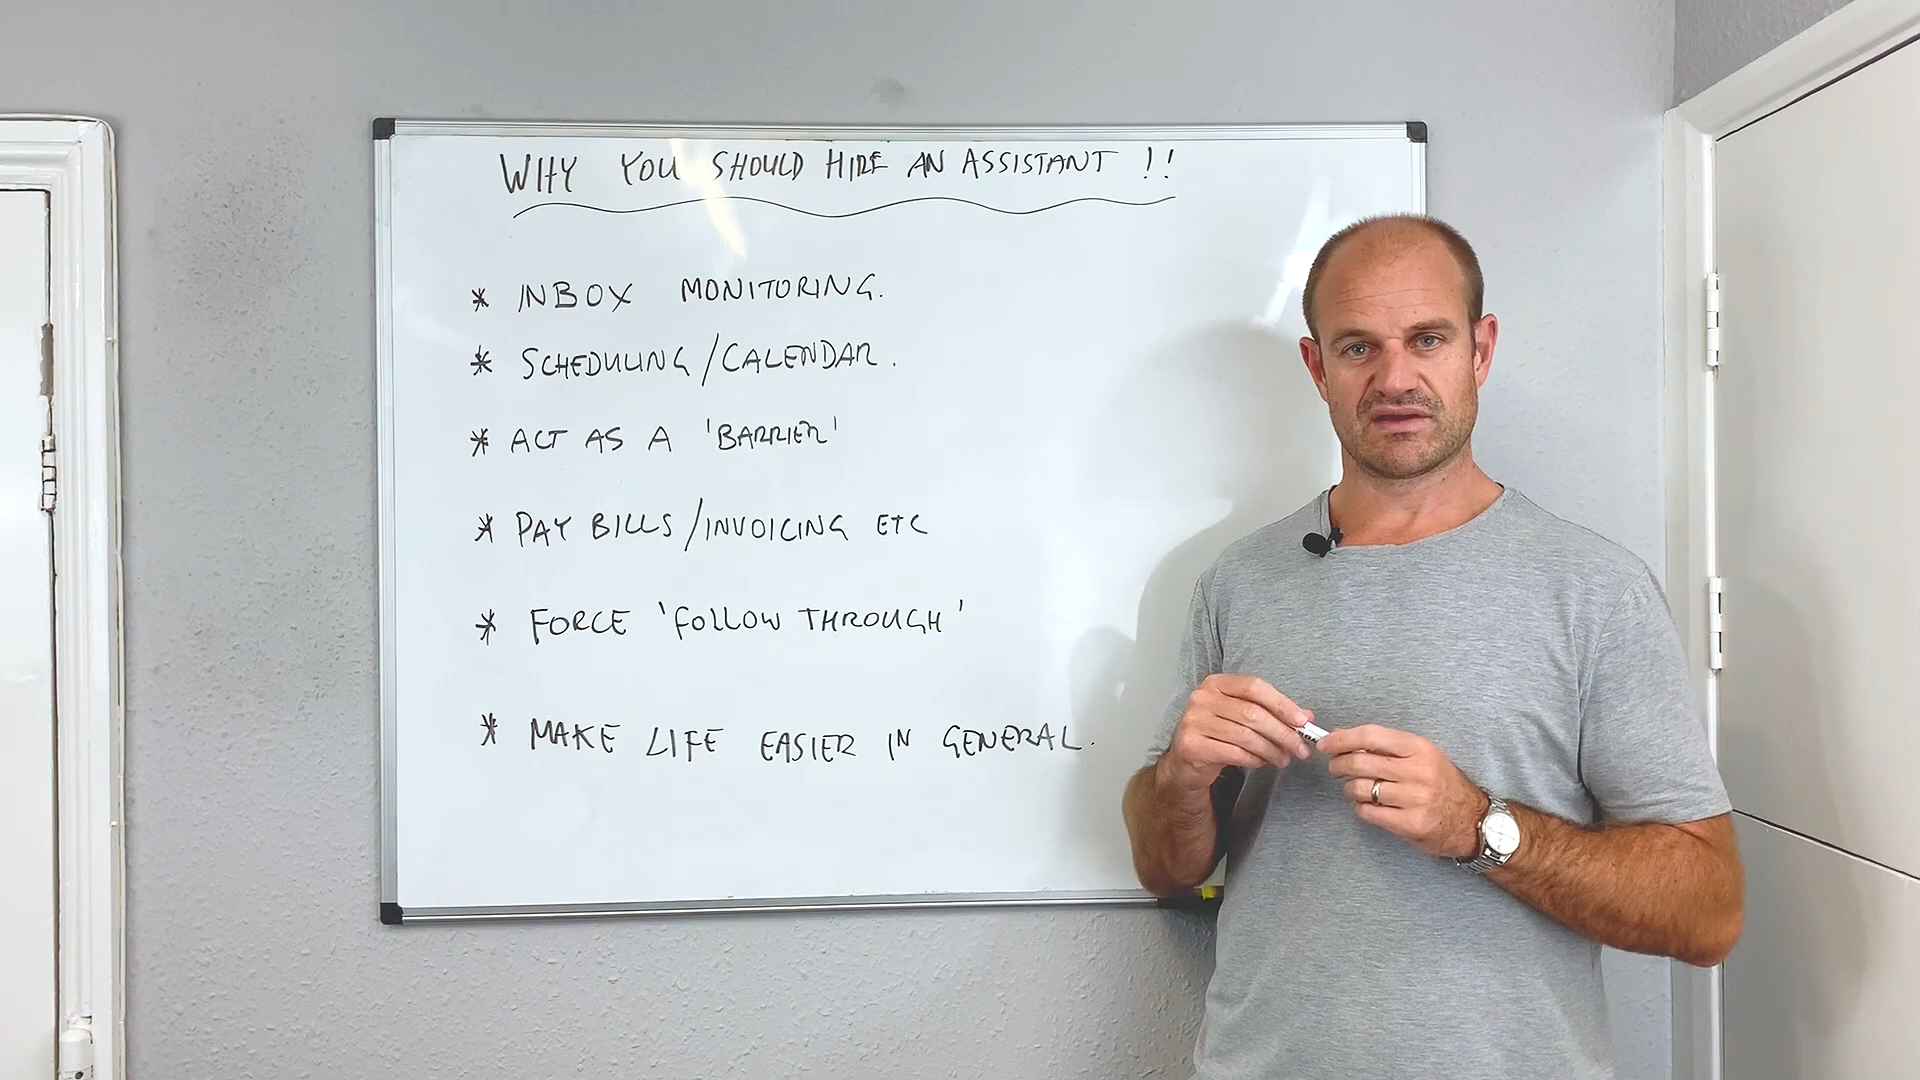 WHY YOU SHOULD HIRE AN ASSISTANT !!
* INBOX MONITORING.
* SCHEDULING/CALENDAR.
* ACT AS A 'BARRIER'
* PAY BILLS/INVOICING ETC
* FORCE 'FOLLOW THROUGH'
* MAKE LIFE EASIER IN GENERAL.